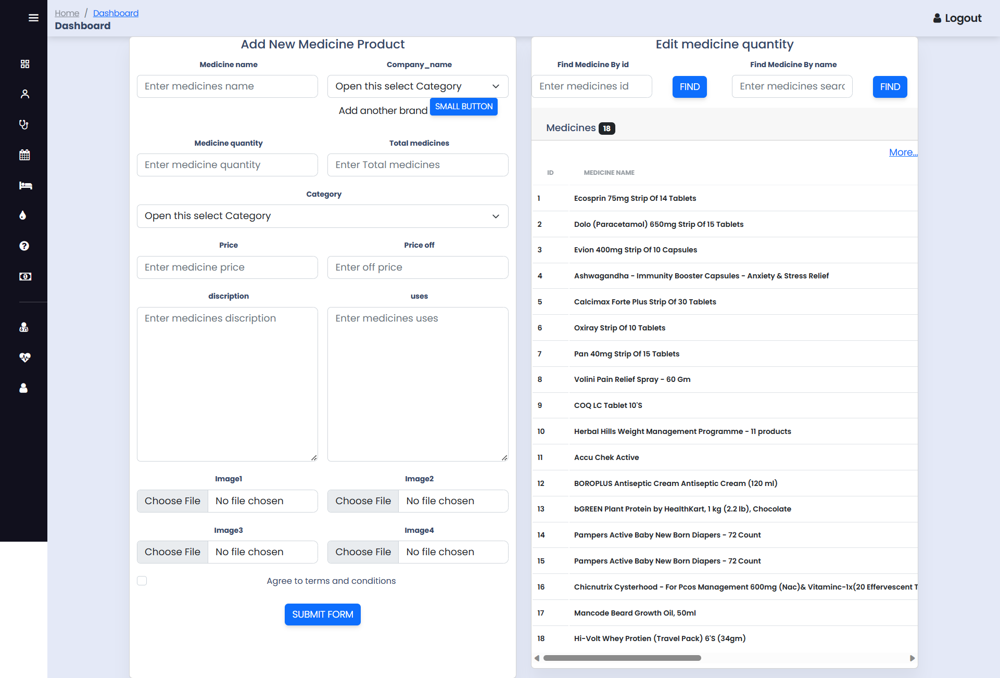 Home / Dashboard
Dashboard
Logout
Add New Medicine Product
Medicine name
Company_name
Enter medicines name
Open this select Category
Add another brand SMALL BUTTON
Medicine quantity
Total medicines
Enter medicine quantity
Enter Total medicines
Category
Open this select Category
Price
Price off
Enter medicine price
Enter off price
discription
uses
Enter medicines discription
Enter medicines uses
Image1
Image2
Choose File No file chosen
Choose File No file chosen
Image3
Image4
Choose File No file chosen
Choose File No file chosen
Agree to terms and conditions
SUBMIT FORM
Edit medicine quantity
Find Medicine By id
Find Medicine By name
Enter medicines id
FIND
Enter medicines searc
FIND
Medicines 18
More...
ID MEDICINE NAME
1 Ecosprin 75mg Strip Of 14 Tablets
2 Dolo (Paracetamol) 650mg Strip Of 15 Tablets
3 Evion 400mg Strip Of 10 Capsules
4 Ashwagandha - Immunity Booster Capsules - Anxiety & Stress Relief
5 Calcimax Forte Plus Strip Of 30 Tablets
6 Oxiray Strip Of 10 Tablets
7 Pan 40mg Strip Of 15 Tablets
8 Volini Pain Relief Spray - 60 Gm
9 COQ LC Tablet 10'S
10 Herbal Hills Weight Management Programme - 11 products
11 Accu Chek Active
12 BOROPLUS Antiseptic Cream Antiseptic Cream (120 ml)
13 bGREEN Plant Protein by HealthKart, 1 kg (2.2 lb), Chocolate
14 Pampers Active Baby New Born Diapers - 72 Count
15 Pampers Active Baby New Born Diapers - 72 Count
16 Chicnutrix Cysterhood - For Pcos Management 600mg (Nac)& Vitaminc-1x(20 Effervescent T
17 Mancode Beard Growth Oil, 50ml
18 Hi-Volt Whey Protien (Travel Pack) 6'S (34gm)